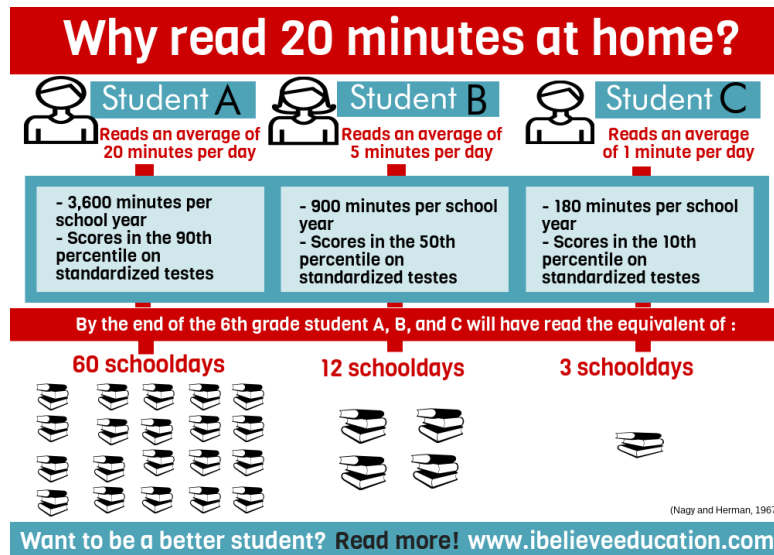 Why read 20 minutes at home?
Student A
Reads an average of
20 minutes per day
Student B
Reads an average of
5 minutes per day
Student C
Reads an average
of 1 minute per day
- 3,600 minutes per
school year
- Scores in the 90th
percentile on
standardized testes
- 900 minutes per school
year
- Scores in the 50th
percentile on
standardized testes
- 180 minutes per school
year
- Scores in the 10th
percentile on
standardized testes
By the end of the 6th grade student A, B, and C will have read the equivalent of :
60 schooldays
12 schooldays
3 schooldays
(Nagy and Herman, 1967
Want to be a better student? Read more! www.ibelieveeducation.com